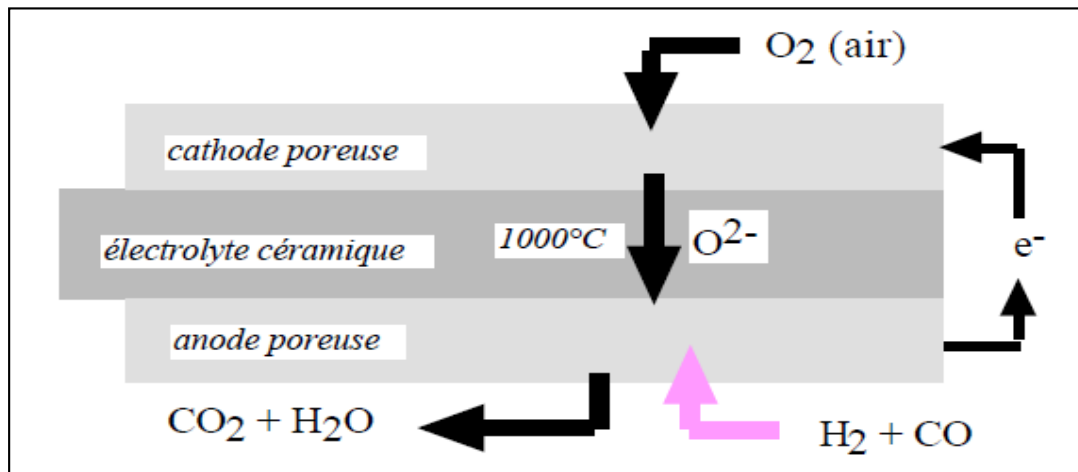 O2 (air)
cathode poreuse
électrolyte céramique
1000°C
O2-
e-
anode poreuse
CO2 + H2O
H2 + CO